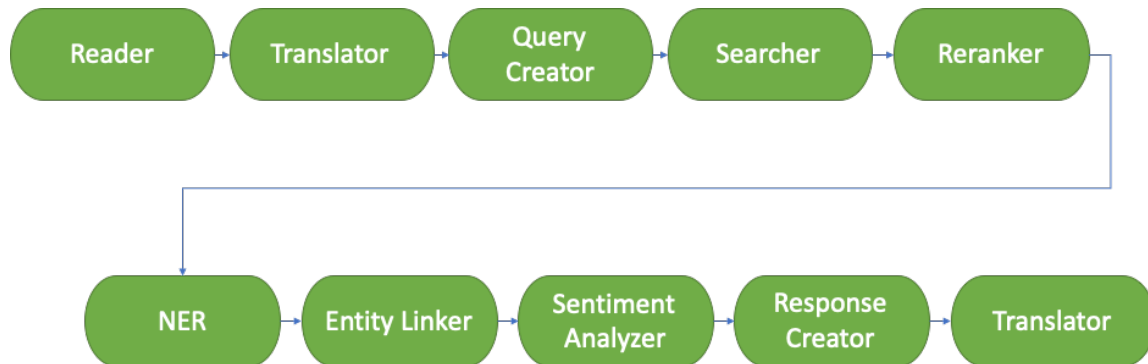 Reader
Translator
Query
Creator
Searcher
Reranker
NER
Entity Linker
Sentiment
Analyzer
Response
Creator
Translator